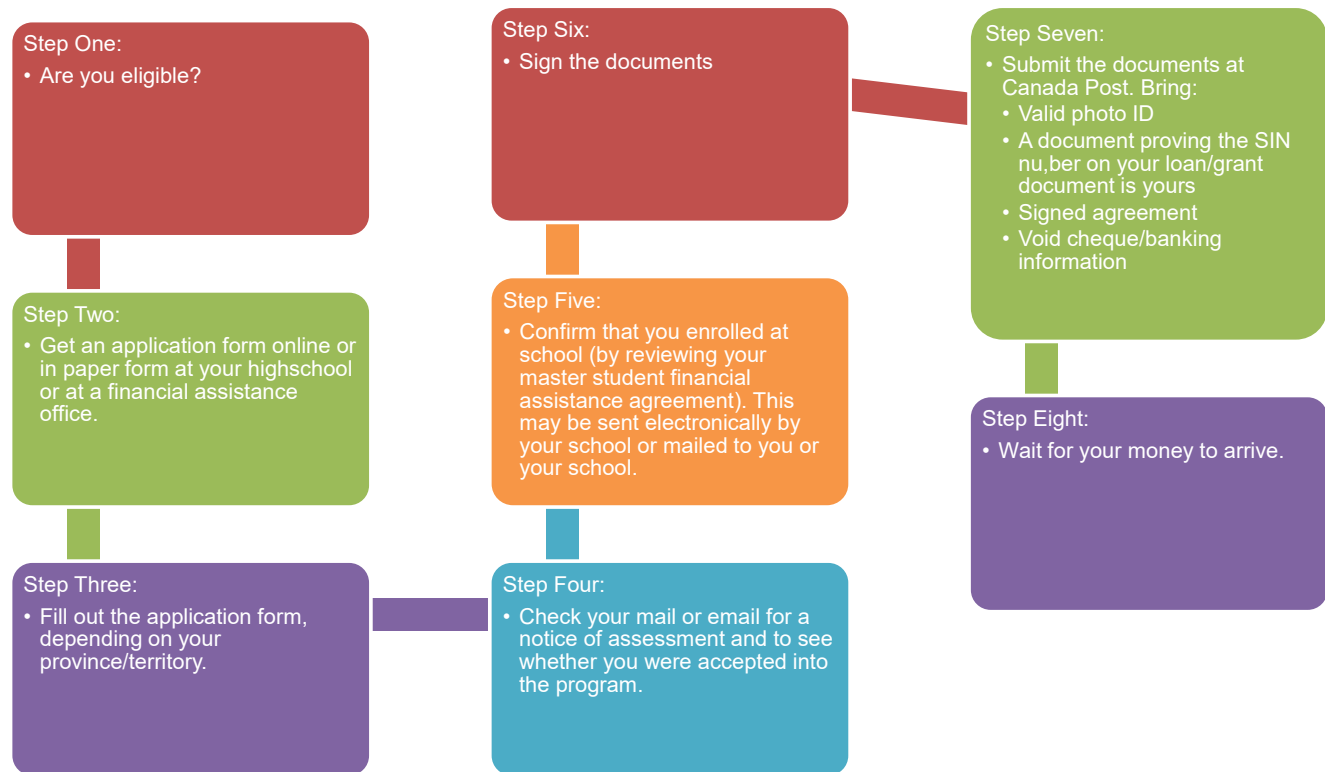 Step One:
• Are you eligible?
Step Two:
• Get an application form online or
in paper form at your highschool
or at a financial assistance
office.
Step Three:
• Fill out the application form,
depending on your
province/territory.
Step Four:
• Check your mail or email for a
notice of assessment and to see
whether you were accepted into
the program.
Step Five:
• Confirm that you enrolled at
school (by reviewing your
master student financial
assistance agreement). This
may be sent electronically by
your school or mailed to you or
your school.
Step Six:
• Sign the documents
Step Seven:
• Submit the documents at
Canada Post. Bring:
• Valid photo ID
• A document proving the SIN
nu,ber on your loan/grant
document is yours
• Signed agreement
• Void cheque/banking
information
Step Eight:
• Wait for your money to arrive.